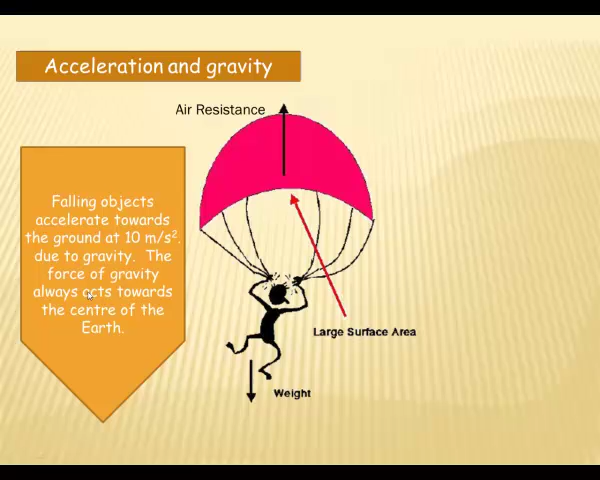 Acceleration and gravity
Air Resistance
Falling objects
accelerate towards
the ground at 10 m/s².
due to gravity. The
force of gravity
always acts towards
the centre of the
Earth.
Large Surface Area
Weight